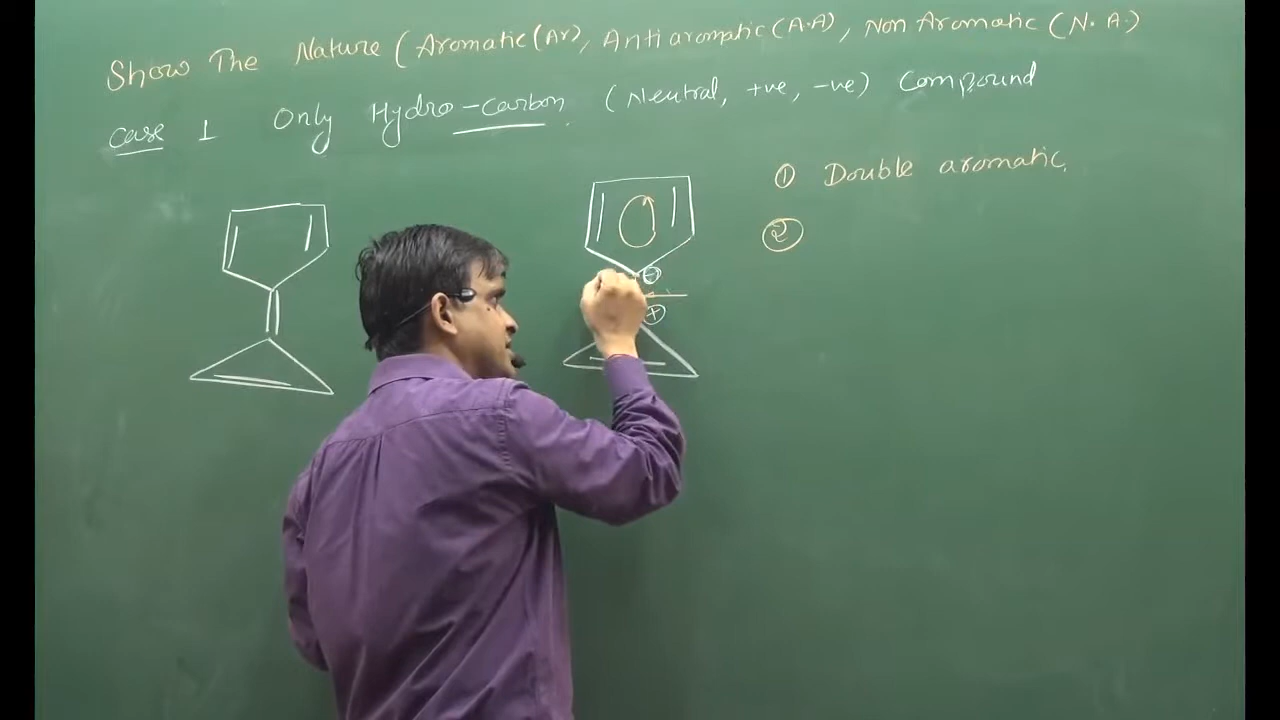 Show The Nature (Aromatic(Ar), Antiaromatic(A.A), Non Aromatic (N.A.)
Case 1 Only Hydro-carbon (Neutral, +ve, -ve) Compound
① Double aromatic.
②
⊖
⊕